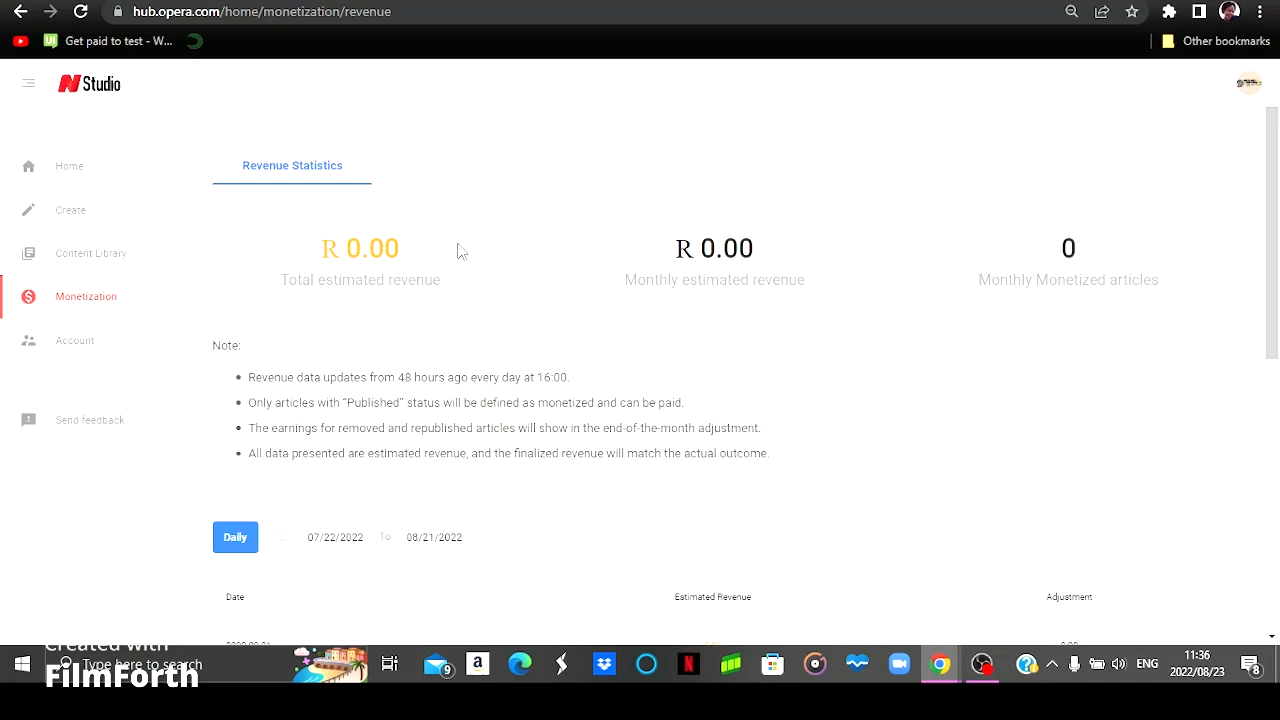 hub.opera.com/home/monetization/revenue
Get paid to test - W...
Other bookmarks
N Studio
Home
Create
Content Library
Monetization
Account
Send feedback
Revenue Statistics
R 0.00
Total estimated revenue
R 0.00
Monthly estimated revenue
0
Monthly Monetized articles
Note:
Revenue data updates from 48 hours ago every day at 16:00.
Only articles with “Published” status will be defined as monetized and can be paid.
The earnings for removed and republished articles will show in the end-of-the-month adjustment.
All data presented are estimated revenue, and the finalized revenue will match the actual outcome.
Daily
07/22/2022 To 08/21/2022
Date
Estimated Revenue
Adjustment
Created with
FilmForth
Type here to search
9
ENG
11:36
2022/08/23
8